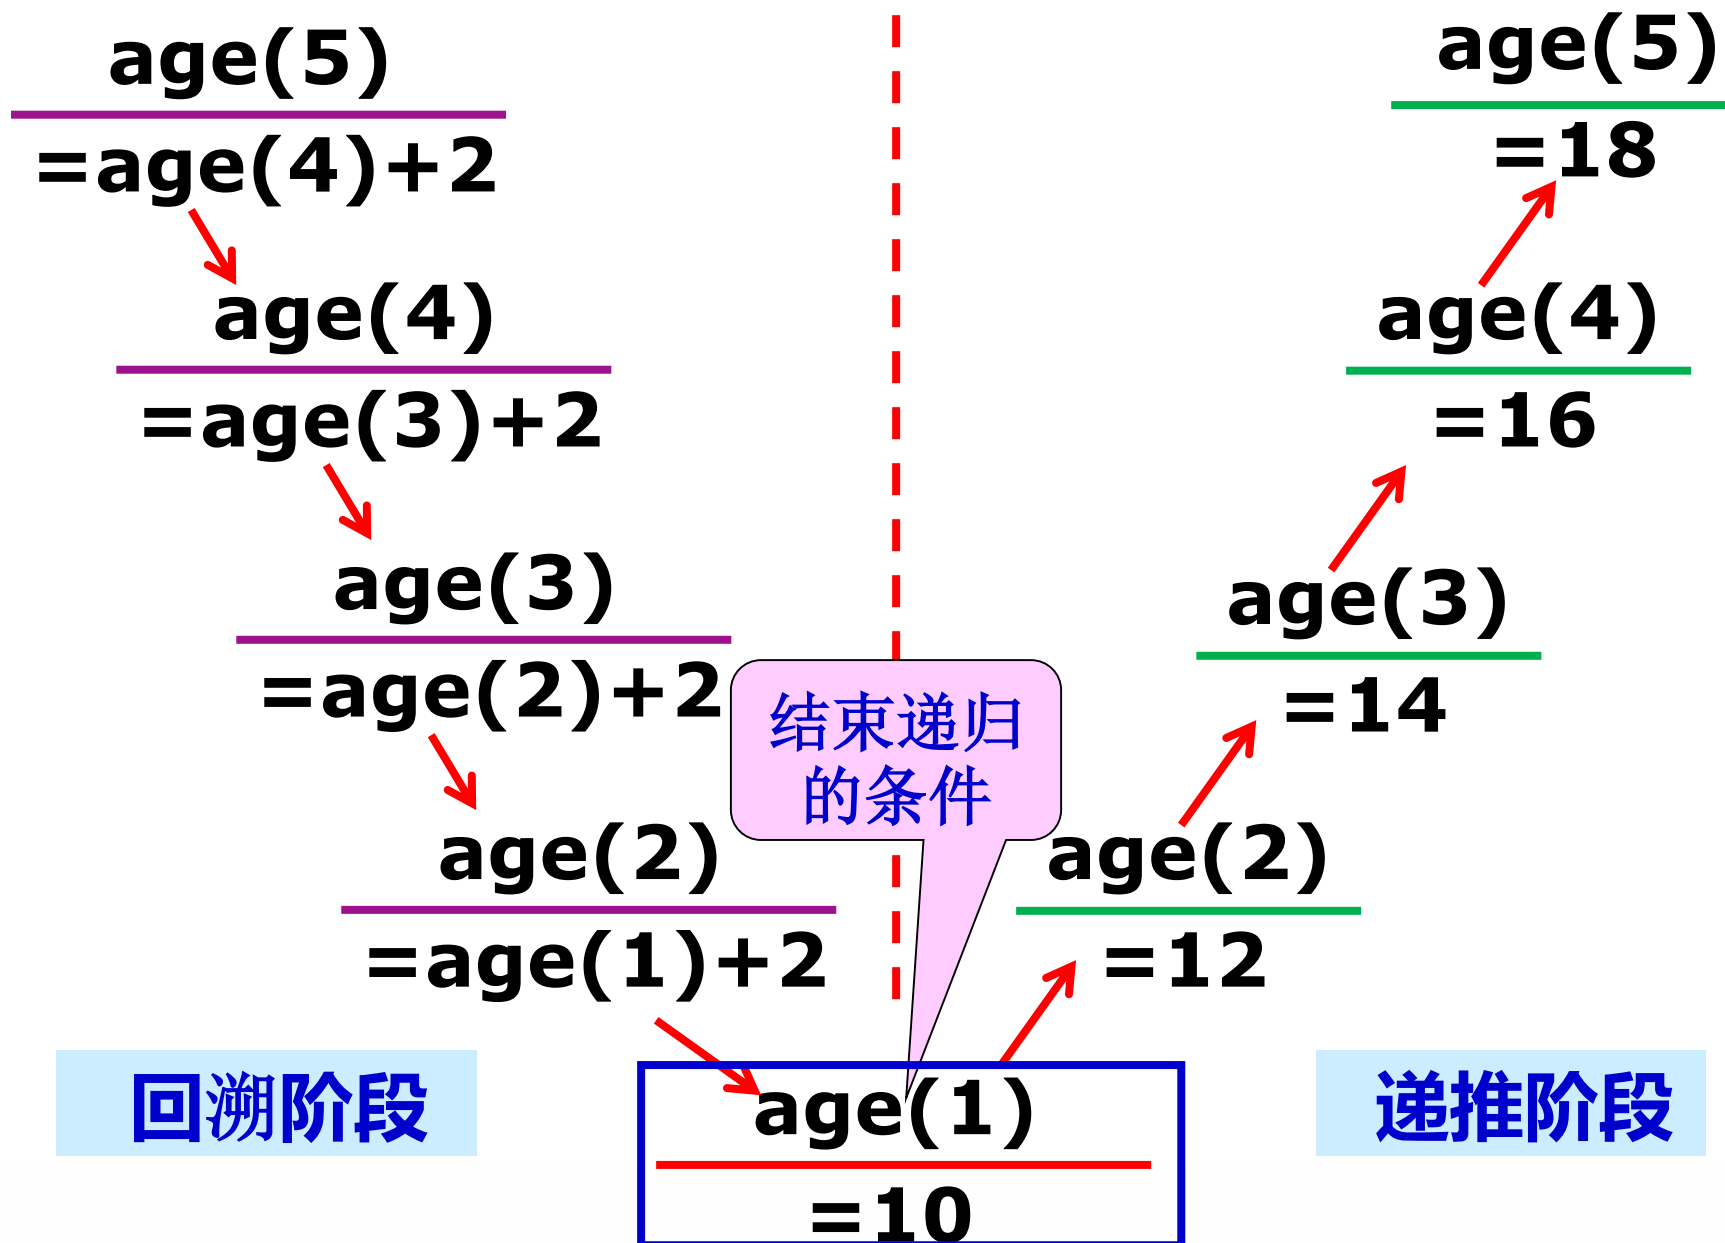 age(5)
=age(4)+2
age(4)
=age(3)+2
age(3)
=age(2)+2
age(2)
=age(1)+2
回溯阶段
结束递归
的条件
age(1)
=10
age(5)
=18
age(4)
=16
age(3)
=14
age(2)
=12
递推阶段